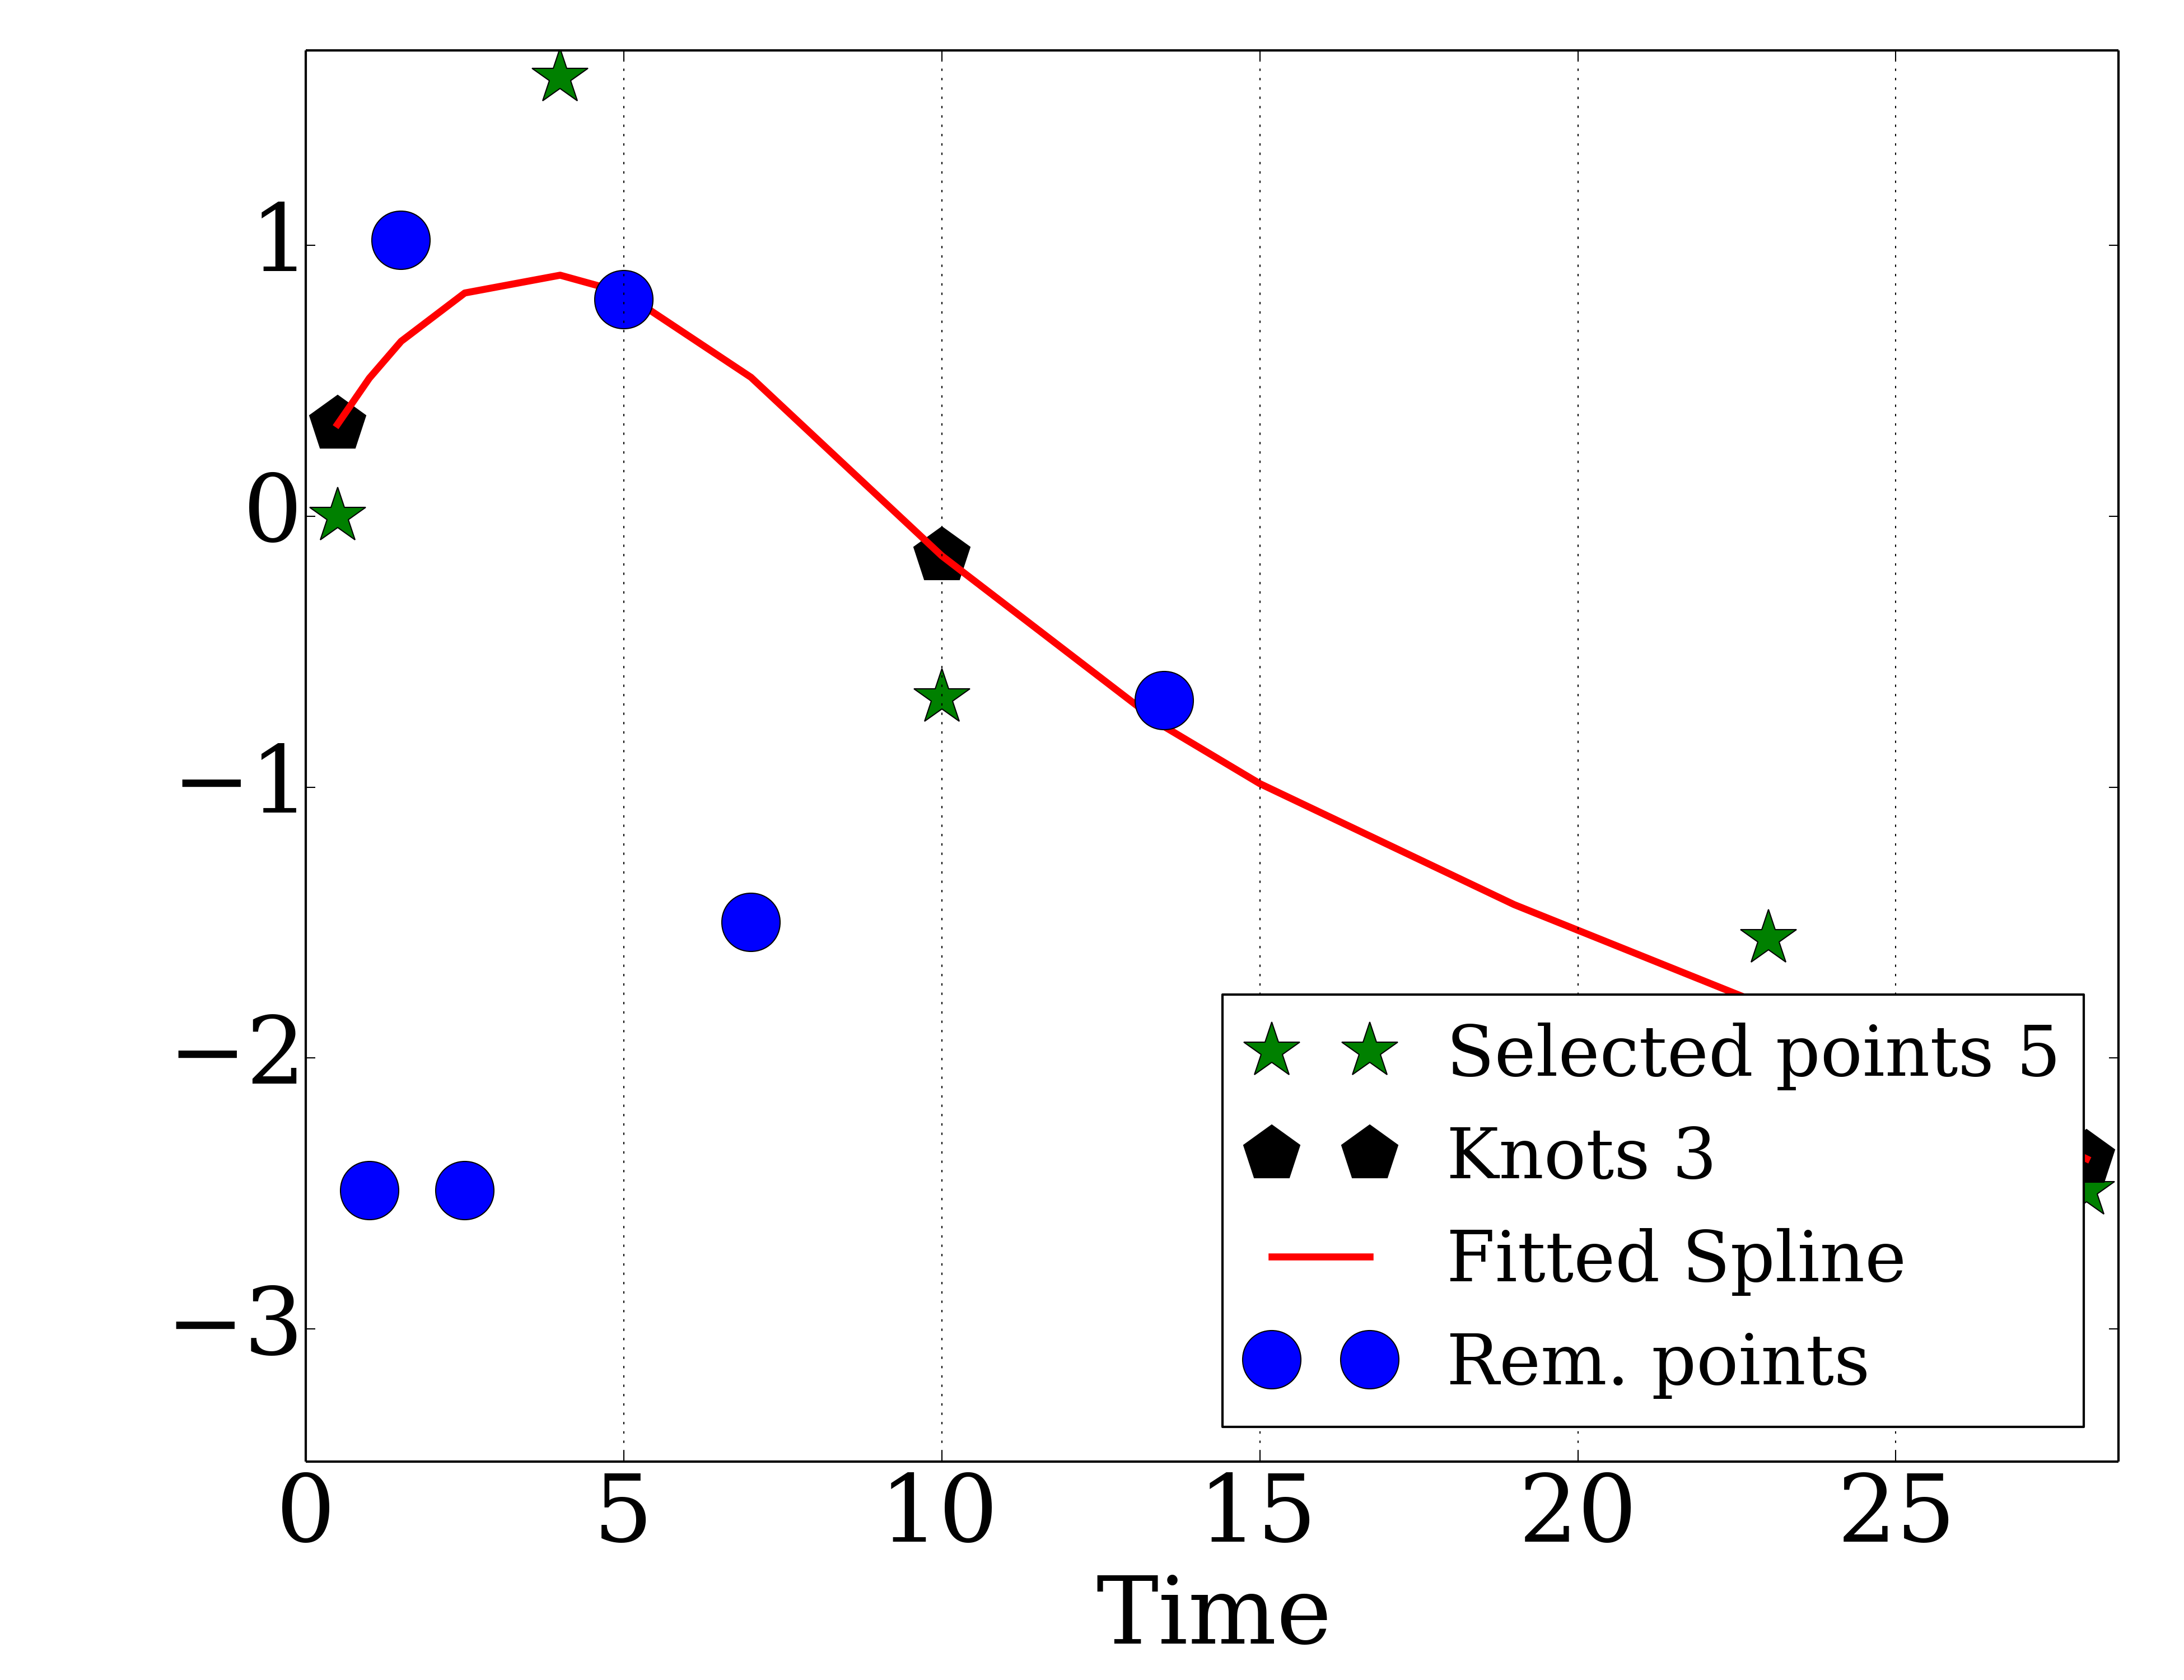 1
0
−1
−2
−3
0 5 10 15 20 25
Time
Selected points 5
Knots 3
Fitted Spline
Rem. points